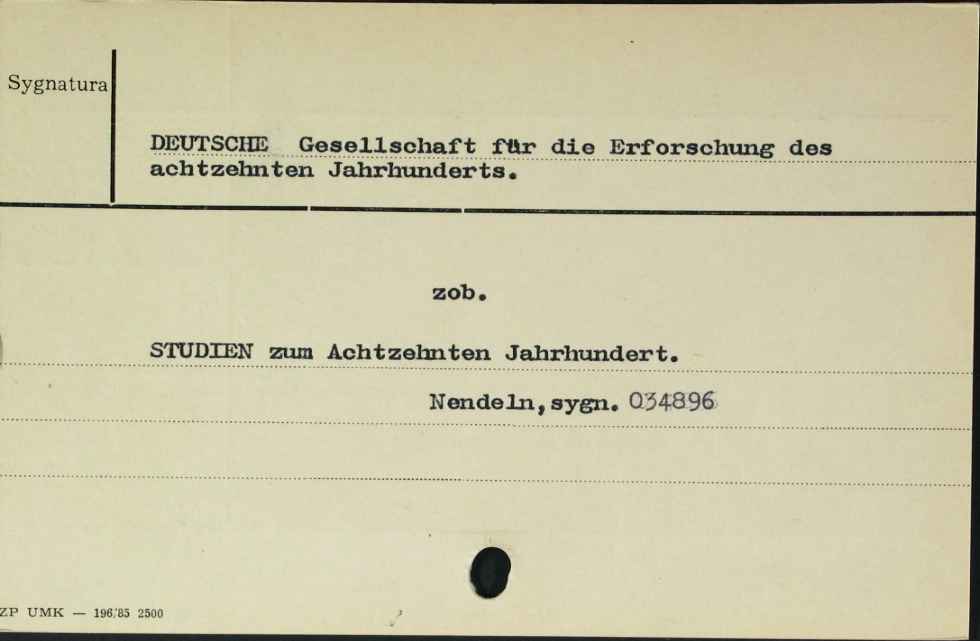 Sygnatura
DEUTSCHE Gesellschaft für die Erforschung des
achtzehnten Jahrhunderts.
zob.
STUDIEN zum Achtzehnten Jahrhundert.
Nendeln, sygn. 034896
ZP UMK — 196/85 2500